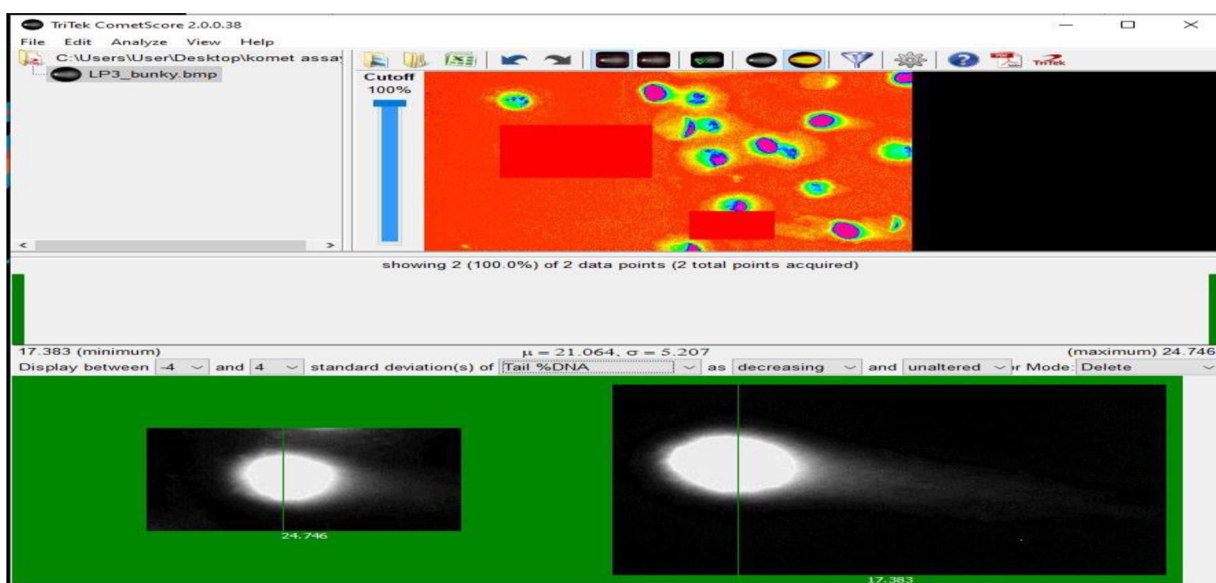 TriTek CometScore 2.0.0.38
File Edit Analyze View Help
C:\Users\User\Desktop\komet assa
LP3_bunky.bmp
TriTek
Cutoff
100%
showing 2 (100.0%) of 2 data points (2 total points acquired)
17.383 (minimum) μ = 21.064, σ = 5.207 (maximum) 24.746
Display between -4 and 4 standard deviation(s) of Tail %DNA as decreasing and unaltered r Mode: Delete
24.746
17.383